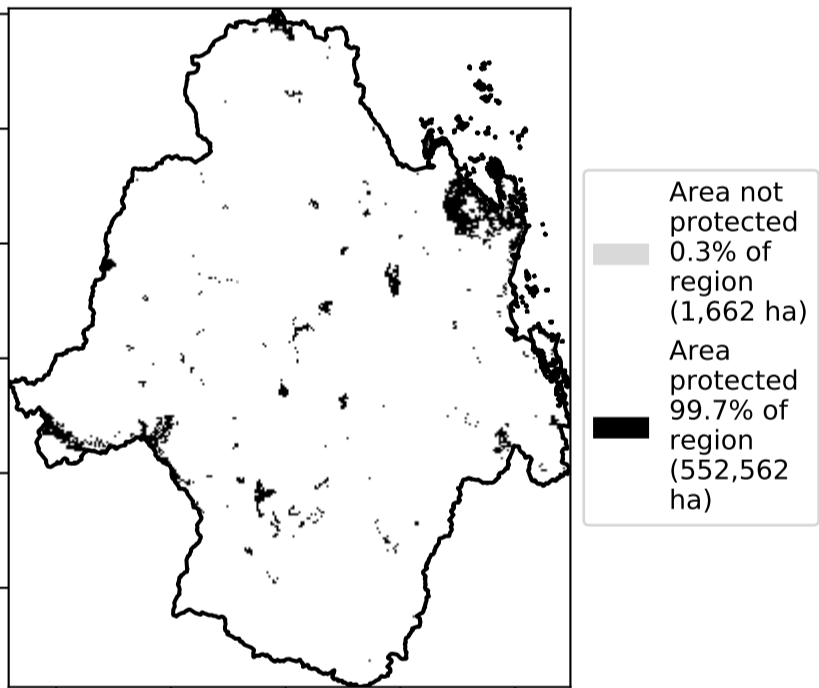 Area not
protected
0.3% of
region
(1,662 ha)
Area
protected
99.7% of
region
(552,562
ha)